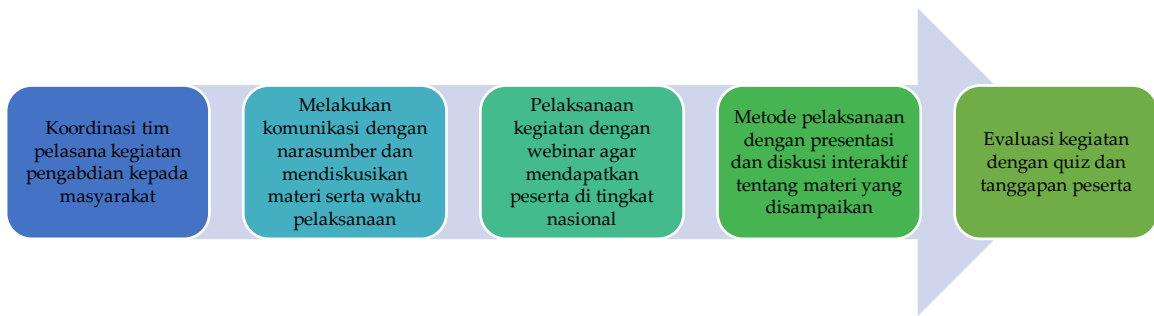 Koordinasi tim
pelasana kegiatan
pengabdian kepada
masyarakat
Melakukan
komunikasi dengan
narasumber dan
mendiskusikan
materi serta waktu
pelaksanaan
Pelaksanaan
kegiatan dengan
webinar agar
mendapatkan
peserta di tingkat
nasional
Metode pelaksanaan
dengan presentasi
dan diskusi interaktif
tentang materi yang
disampaikan
Evaluasi kegiatan
dengan quiz dan
tanggapan peserta